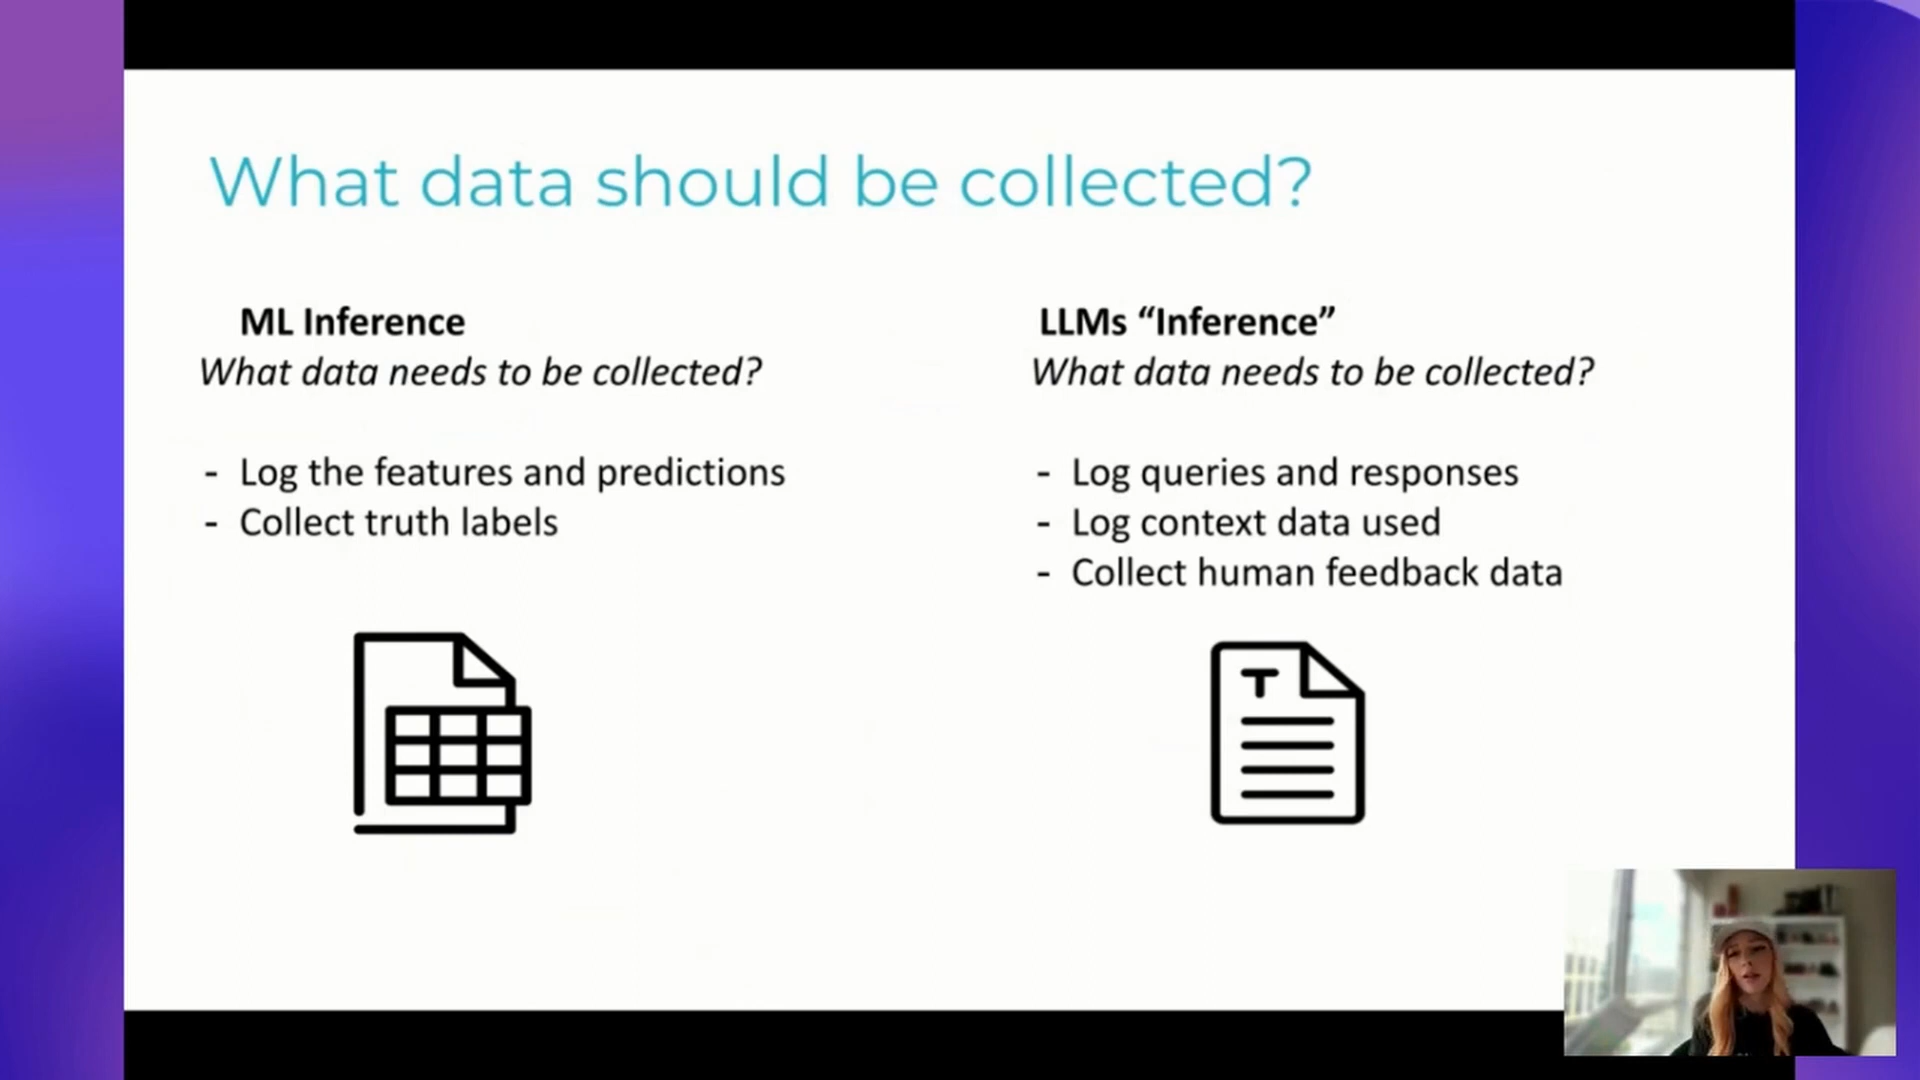 What data should be collected?
ML Inference
What data needs to be collected?
- Log the features and predictions
- Collect truth labels
LLMs “Inference”
What data needs to be collected?
- Log queries and responses
- Log context data used
- Collect human feedback data
T